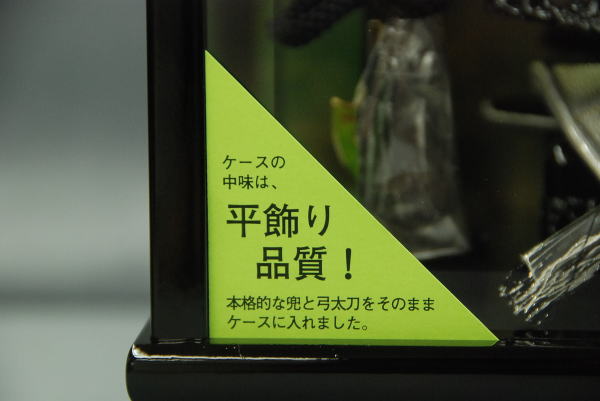 ケースの
中味は、
平飾り
品質！
本格的な兜と弓太刀をそのまま
ケースに入れました。